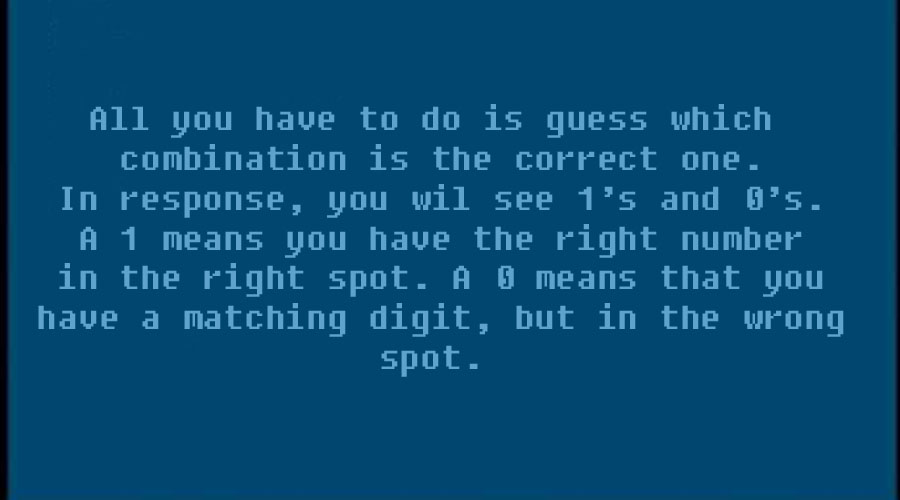 All you have to do is guess which
combination is the correct one.
In response, you wil see 1's and 0's.
A 1 means you have the right number
in the right spot. A 0 means that you
have a matching digit, but in the wrong
spot.